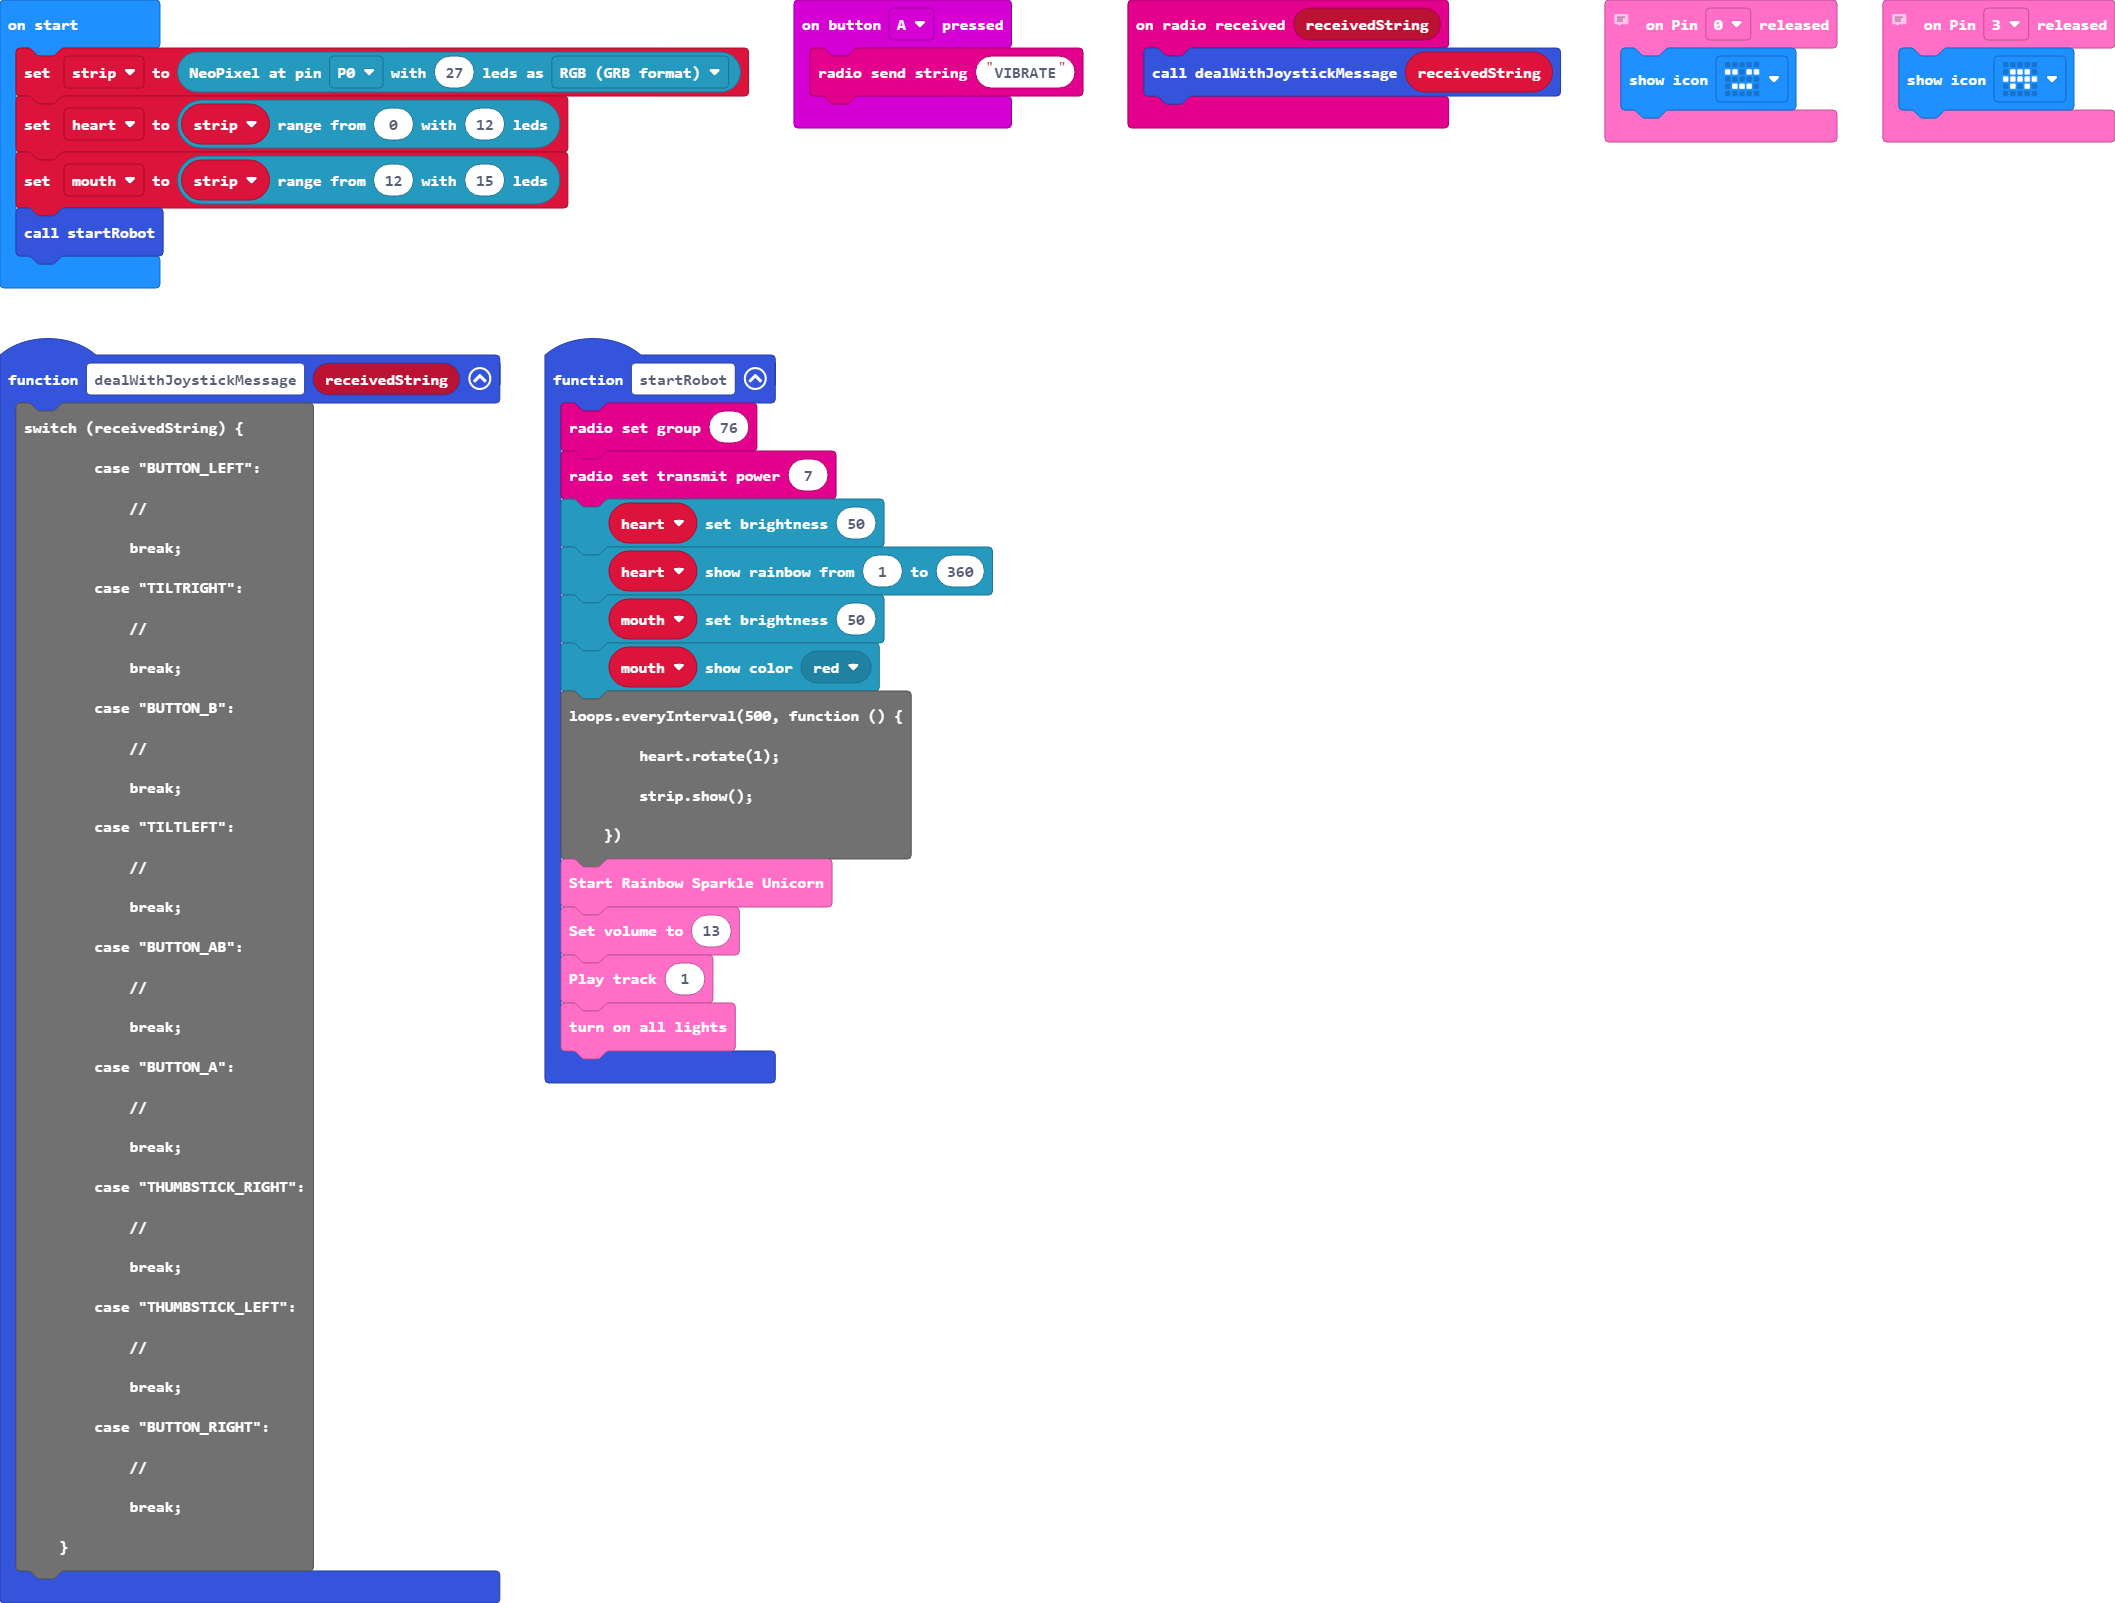 on start
set strip to NeoPixel at pin P0 with 27 leds as RGB (GRB format)
set heart to strip range from 0 with 12 leds
set mouth to strip range from 12 with 15 leds
call startRobot
on button A pressed
radio send string "VIBRATE"
on radio received receivedString
call dealWithJoystickMessage receivedString
on Pin 0 released
show icon
on Pin 3 released
show icon
function dealWithJoystickMessage receivedString
switch (receivedString) {
case "BUTTON_LEFT":
//
break;
case "TILTRIGHT":
//
break;
case "BUTTON_B":
//
break;
case "TILTLEFT":
//
break;
case "BUTTON_AB":
//
break;
case "BUTTON_A":
//
break;
case "THUMBSTICK_RIGHT":
//
break;
case "THUMBSTICK_LEFT":
//
break;
case "BUTTON_RIGHT":
//
break;
}
function startRobot
radio set group 76
radio set transmit power 7
heart set brightness 50
heart show rainbow from 1 to 360
mouth set brightness 50
mouth show color red
loops.everyInterval(500, function () {
heart.rotate(1);
strip.show();
})
Start Rainbow Sparkle Unicorn
Set volume to 13
Play track 1
turn on all lights